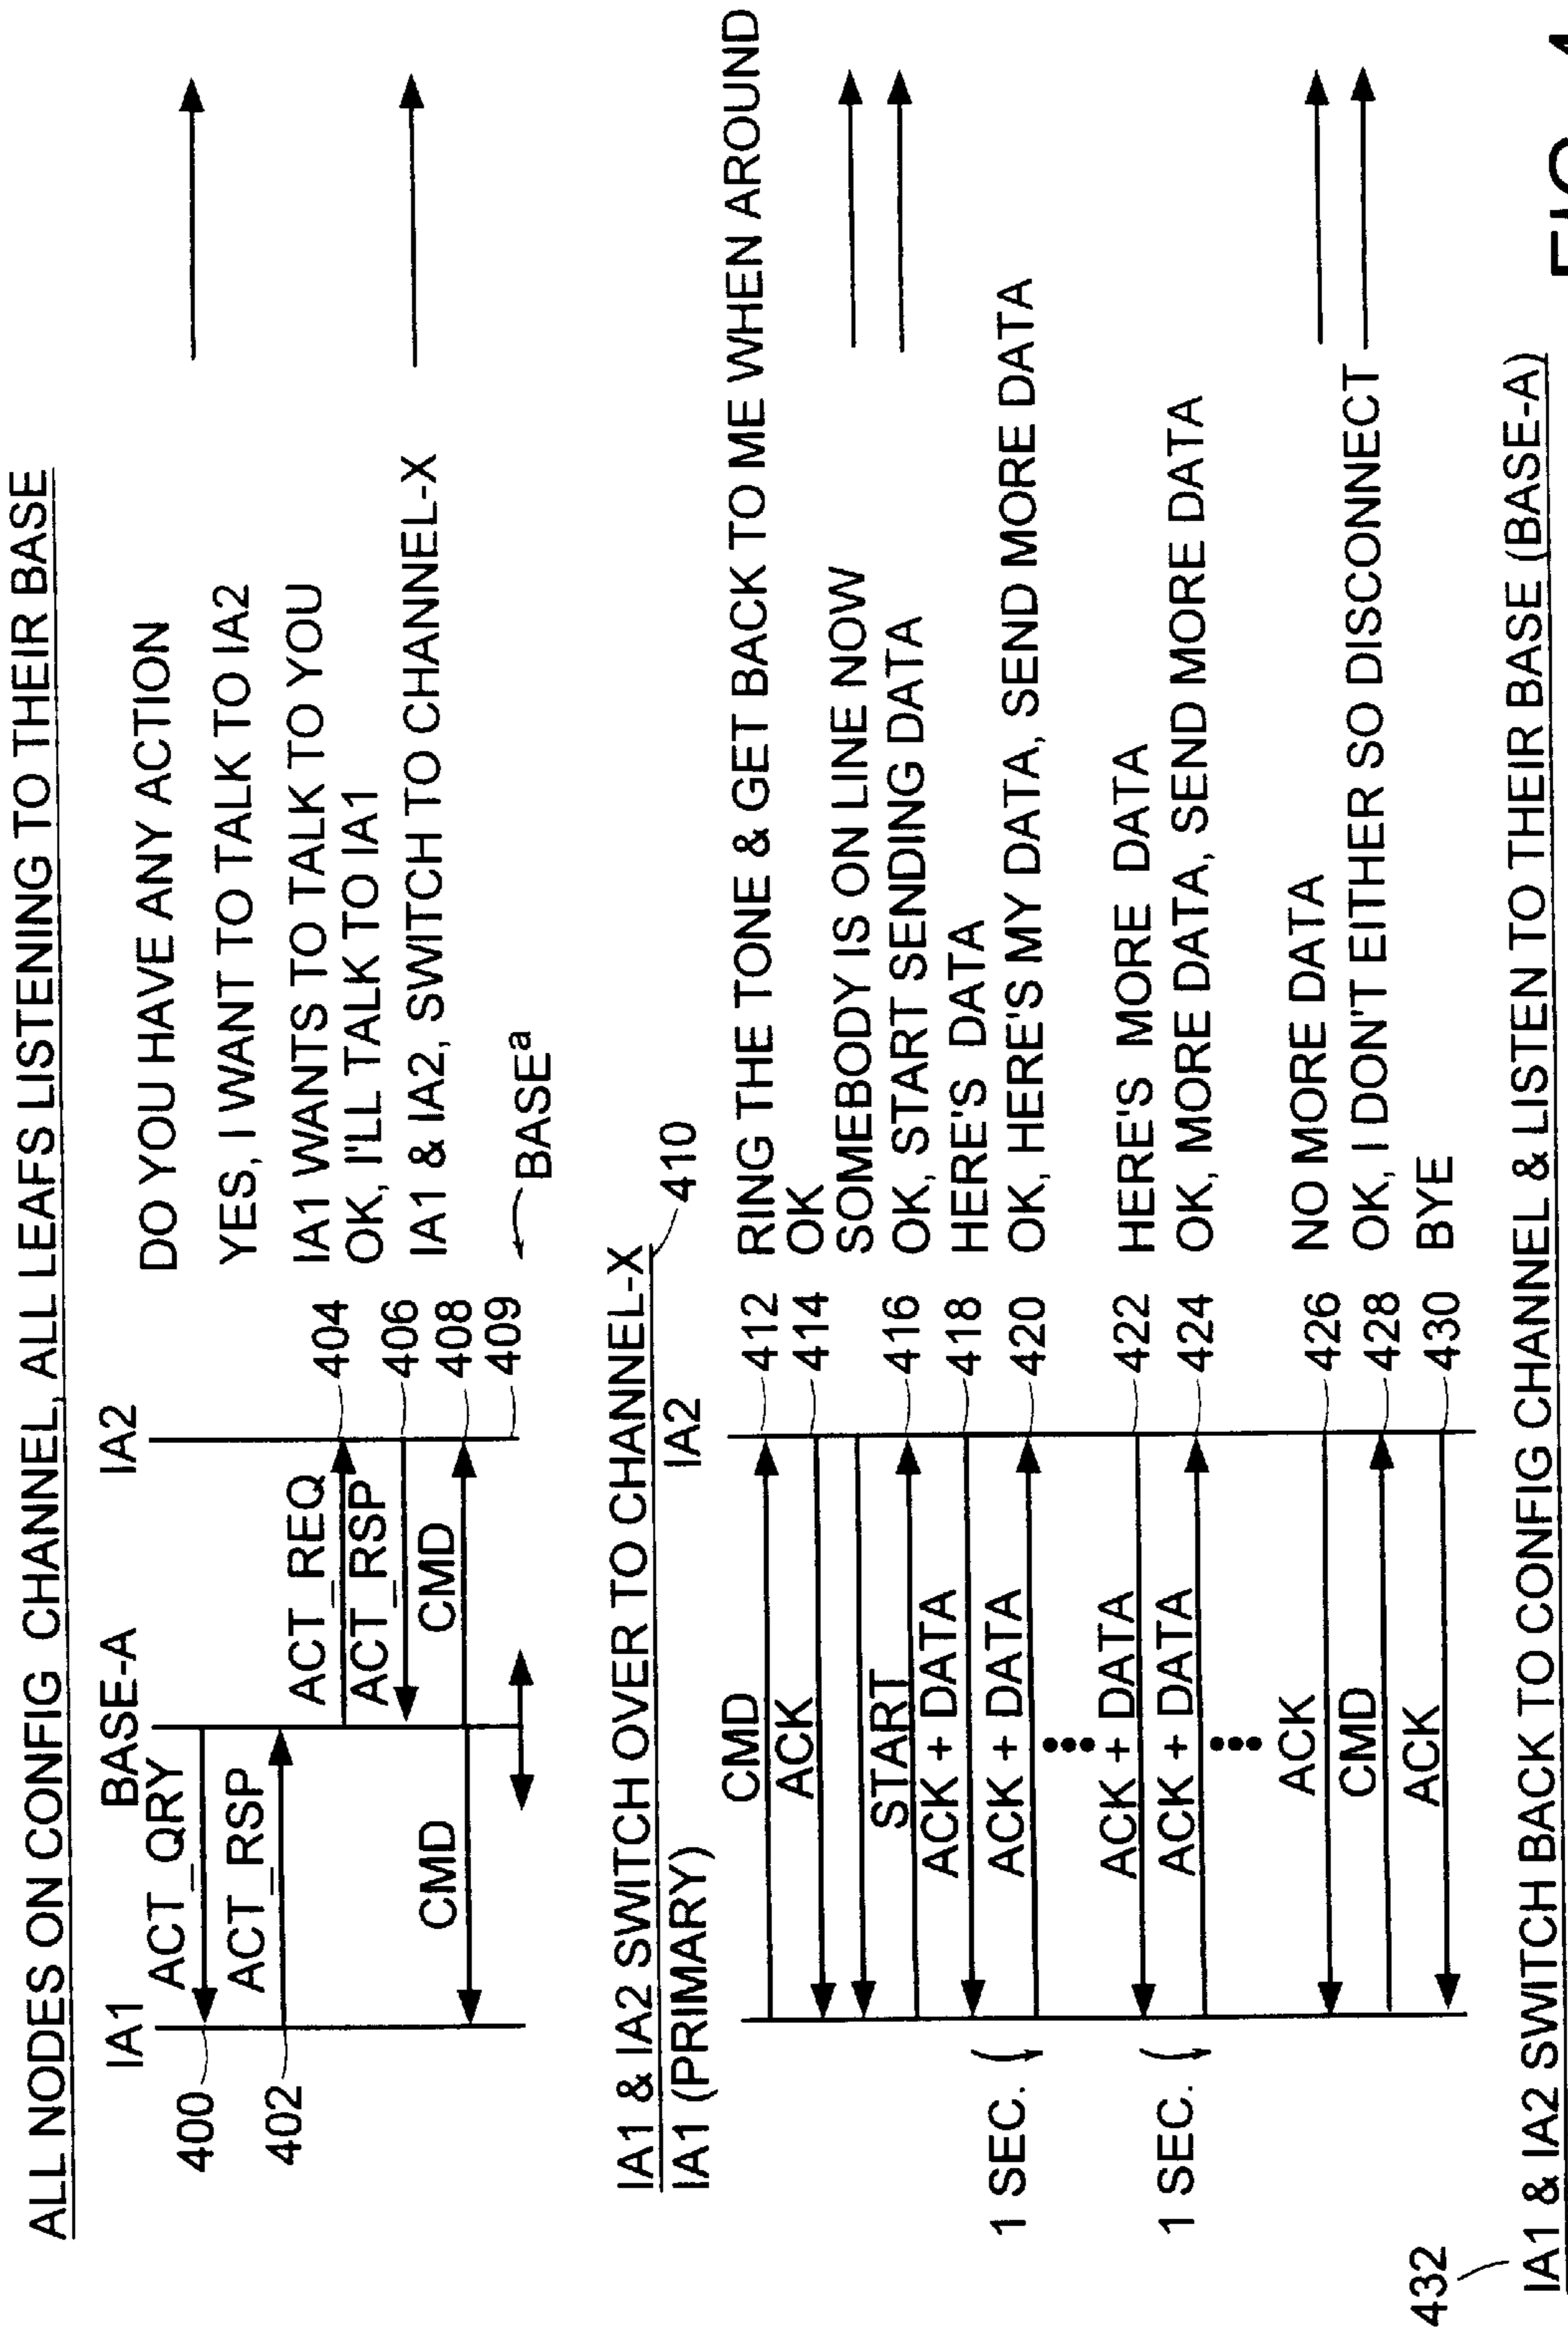 ALL NODES ON CONFIG CHANNEL, ALL LEAFS LISTENING TO THEIR BASE
IA1 BASE-A IA2
400 ACT_QRY DO YOU HAVE ANY ACTION
402 ACT_RSP YES, I WANT TO TALK TO IA2
ACT_REQ 404 IA1 WANTS TO TALK TO YOU
ACT_RSP 406 OK, I'LL TALK TO IA1
CMD CMD 408 IA1 & IA2, SWITCH TO CHANNEL-X
409 BASEa
IA1 & IA2 SWITCH OVER TO CHANNEL-X 410
IA1 (PRIMARY) IA2
CMD 412 RING THE TONE & GET BACK TO ME WHEN AROUND
ACK 414 OK
SOMEBODY IS ON LINE NOW
START 416 OK, START SENDING DATA
ACK + DATA 418 HERE'S DATA
1 SEC. ACK + DATA 420 OK, HERE'S MY DATA, SEND MORE DATA
ACK + DATA 422 HERE'S MORE DATA
1 SEC. ACK + DATA 424 OK, MORE DATA, SEND MORE DATA
ACK 426 NO MORE DATA
CMD 428 OK, I DON'T EITHER SO DISCONNECT
ACK 430 BYE
432
IA1 & IA2 SWITCH BACK TO CONFIG CHANNEL & LISTEN TO THEIR BASE (BASE-A)